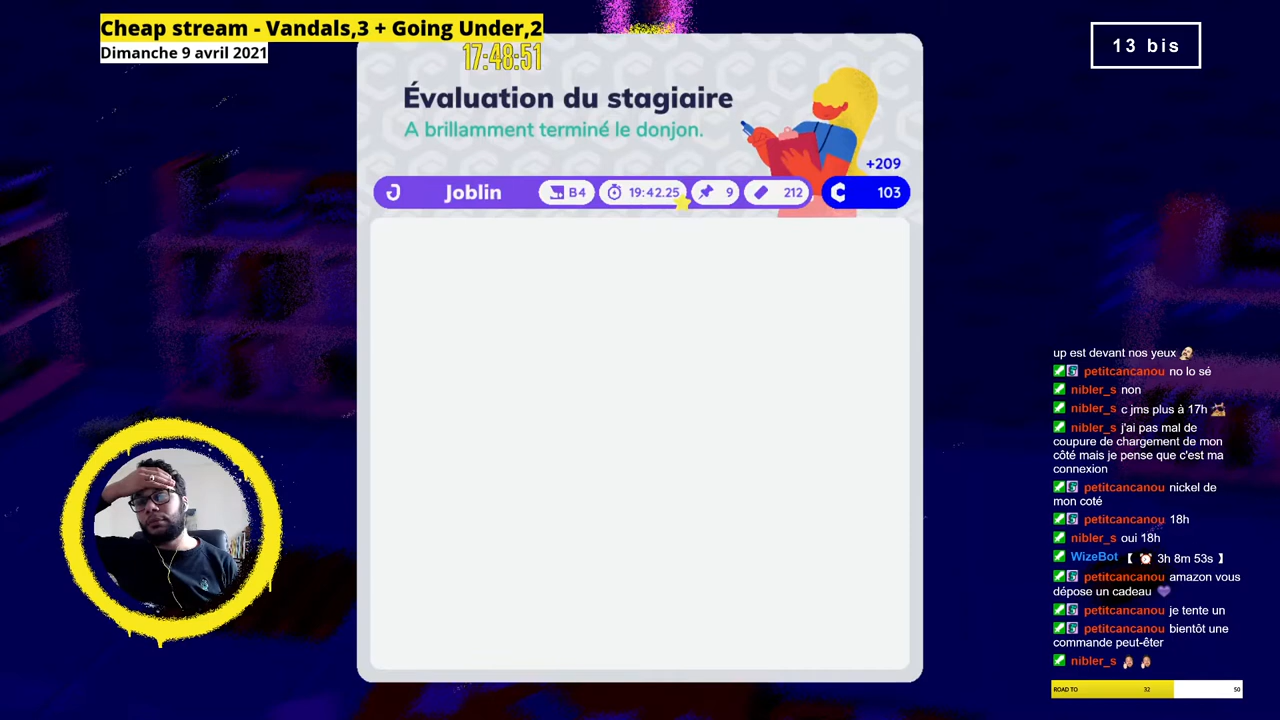 Cheap stream - Vandals,3 + Going Under,2
Dimanche 9 avril 2021
17:48:51
13 bis
Évaluation du stagiaire
A brillamment terminé le donjon.
+209
Joblin
B4
19:42.25
9
212
103
up est devant nos yeux
petitcancanou no lo sé
nibler_s non
nibler_s c jms plus à 17h
nibler_s j'ai pas mal de
coupure de chargement de mon
côté mais je pense que c'est ma
connexion
petitcancanou nickel de
mon coté
petitcancanou 18h
nibler_s oui 18h
WizeBot 【 3h 8m 53s 】
petitcancanou amazon vous
dépose un cadeau
petitcancanou je tente un
petitcancanou bientôt une
commande peut-êter
nibler_s
ROAD TO 32 50